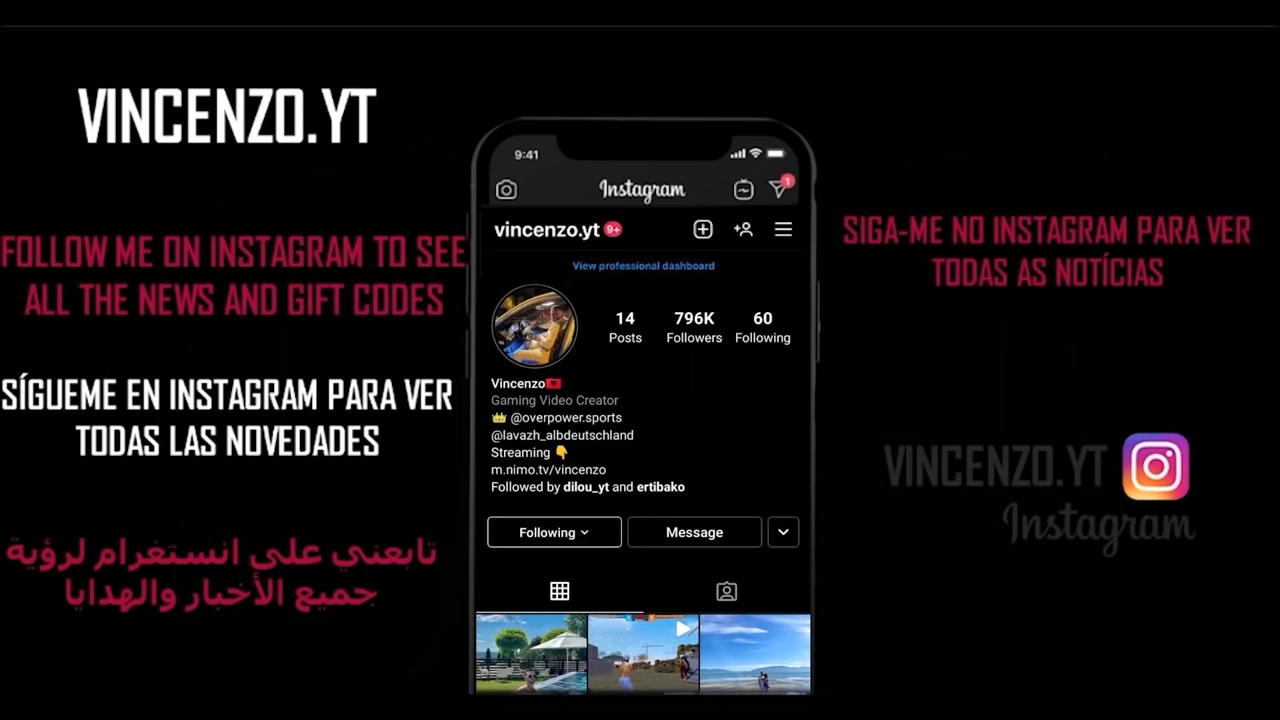 VINCENZO.YT
FOLLOW ME ON INSTAGRAM TO SEE
ALL THE NEWS AND GIFT CODES
SÍGUEME EN INSTAGRAM PARA VER
TODAS LAS NOVEDADES
تابعني على انستغرام لرؤية
جميع الأخبار والهدايا
9:41
Instagram
1
vincenzo.yt 9+
View professional dashboard
14 796K 60
Posts Followers Following
Vincenzo
Gaming Video Creator
@overpower.sports
@lavazh_albdeutschland
Streaming
m.nimo.tv/vincenzo
Followed by dilou_yt and ertibako
Following Message
SIGA-ME NO INSTAGRAM PARA VER
TODAS AS NOTÍCIAS
VINCENZO.YT
Instagram